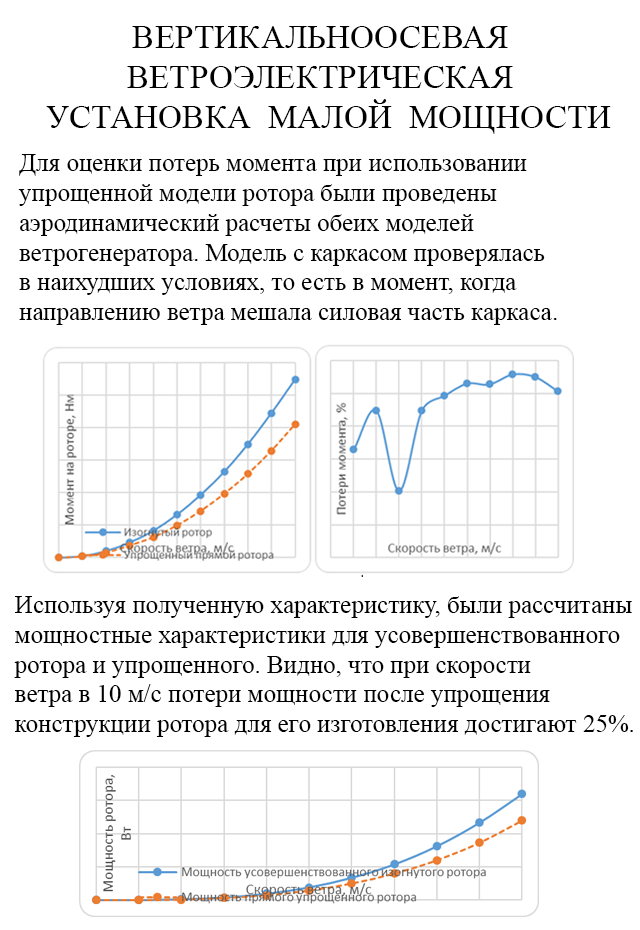 ВЕРТИКАЛЬНООСЕВАЯ
ВЕТРОЭЛЕКТРИЧЕСКАЯ
УСТАНОВКА МАЛОЙ МОЩНОСТИ
Для оценки потерь момента при использовании
упрощенной модели ротора были проведены
аэродинамический расчеты обеих моделей
ветрогенератора. Модель с каркасом проверялась
в наихудших условиях, то есть в момент, когда
направлению ветра мешала силовая часть каркаса.
Момент на роторе, Нм
Изогнутый ротор
Скорость ветра, м/с
Упрощенный прямой ротора
Потери момента, %
Скорость ветра, м/с
Используя полученную характеристику, были рассчитаны
мощностные характеристики для усовершенствованного
ротора и упрощенного. Видно, что при скорости
ветра в 10 м/с потери мощности после упрощения
конструкции ротора для его изготовления достигают 25%.
Мощность ротора,
Вт
Мощность усовершенствованного изогнутого ротора
Скорость ветра, м/с
Мощность прямого упрощенного ротора